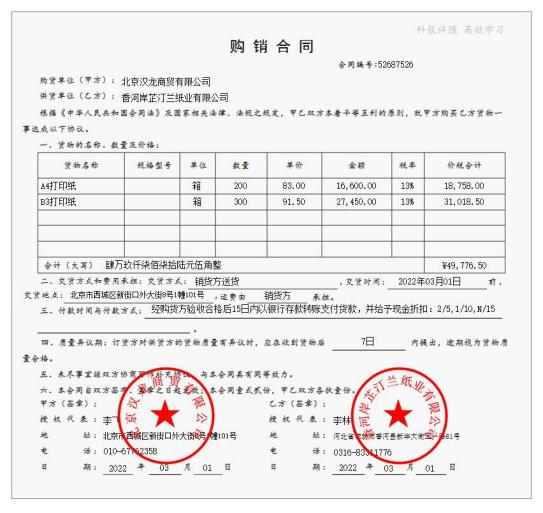 科技伴随 高效学习
购 销 合 同
合同编号:52687526
购货单位(甲方): 北京汉龙商贸有限公司
供货单位(乙方): 香河岸芷汀兰纸业有限公司
根据《中华人民共和国合同法》及国家相关法律、法规之规定,甲乙双方本着平等互利的原则,就甲方购买乙方货物一
事达成以下协议。
一、货物的名称、数量及价格:
货物名称 规格型号 单位 数量 单价 金额 税率 价税合计
A4打印纸 箱 200 83.00 16,600.00 13% 18,758.00
B3打印纸 箱 300 91.50 27,450.00 13% 31,018.50
合计(大写) 肆万玖仟柒佰柒拾陆元伍角整 ¥49,776.50
二、交货方式和费用承担:交货方式: 销货方送货 ,交货时间: 2022年03月01日 前,
交货地点: 北京市西城区新街口外大街8号1幢101号 ,运费由 销货方 承担。
三、付款时间与付款方式: 经购货方验收合格后15日内以银行存款转账支付货款,并给予现金折扣:2/5,1/10,N/15
。
四、质量异议期:订货方对供货方的货物质量有异议时,应在收到货物后 7日 内提出,逾期视为货物质
量合格。
五、未尽事宜经双方协商可作补充协议,与本合同具有同等效力。
六、本合同自双方签字、盖章之日起生效;本合同壹式贰份,甲乙双方各执壹份。
甲方(签章): 乙方(签章):
授权代表: 李 授权代表: 李林
地 址: 北京市西城区新街口外大街8号1幢101号 地 址: 河北省廊坊市香河县新华大街 61号
电 话: 010-67762358 电 话: 0316-83311776
日 期: 2022 年 03 月 01 日 日 期: 2022 年 03 月 01 日
北京汉龙商贸有限公司
香河岸芷汀兰纸业有限公司